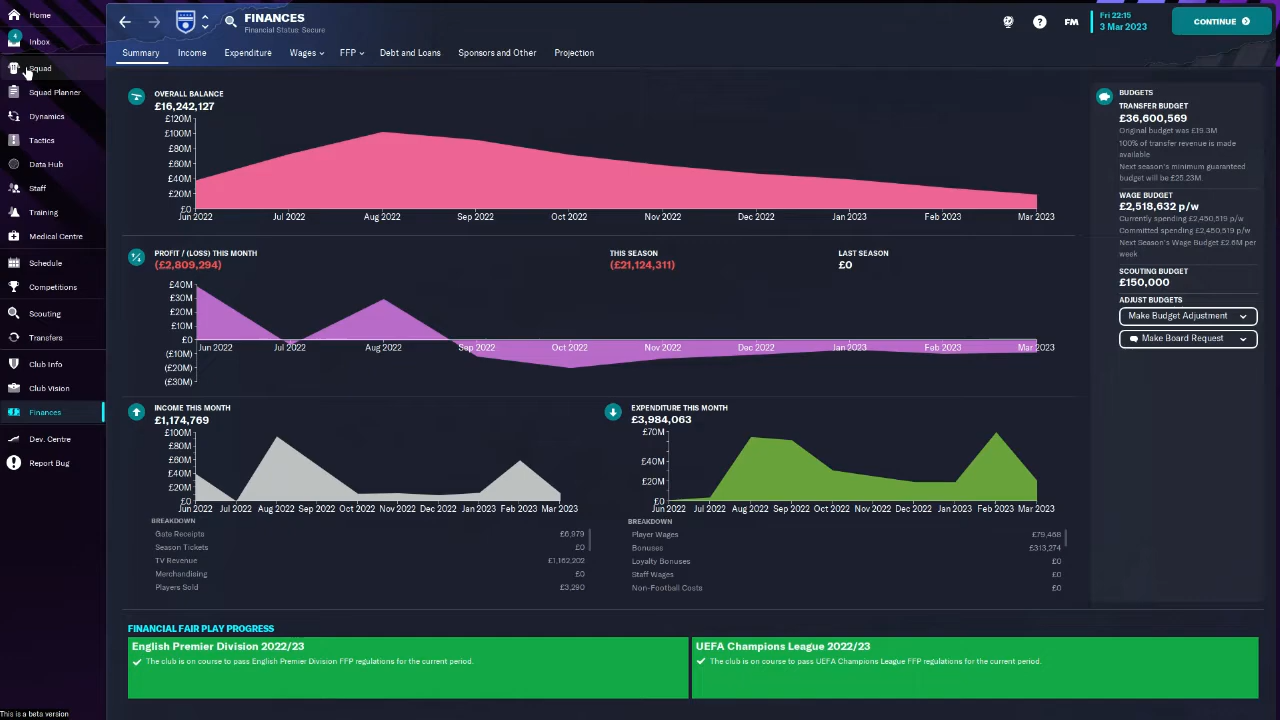 Home
4
Inbox
Squad
Squad Planner
Dynamics
Tactics
Data Hub
Staff
Training
Medical Centre
Schedule
Competitions
Scouting
Transfers
Club Info
Club Vision
Finances
Dev. Centre
Report Bug
This is a beta version
FINANCES
Financial Status: Secure
?
FM
Fri 22:15
3 Mar 2023
CONTINUE
Summary
Income
Expenditure
Wages
FFP
Debt and Loans
Sponsors and Other
Projection
OVERALL BALANCE
£16,242,127
£120M
£100M
£80M
£60M
£40M
£20M
£0
Jun 2022 Jul 2022 Aug 2022 Sep 2022 Oct 2022 Nov 2022 Dec 2022 Jan 2023 Feb 2023 Mar 2023
PROFIT / (LOSS) THIS MONTH
(£2,809,294)
THIS SEASON
(£21,124,311)
LAST SEASON
£0
£40M
£30M
£20M
£10M
£0
(£10M)
(£20M)
(£30M)
Jun 2022 Jul 2022 Aug 2022 Sep 2022 Oct 2022 Nov 2022 Dec 2022 Jan 2023 Feb 2023 Mar 2023
INCOME THIS MONTH
£1,174,769
£100M
£80M
£60M
£40M
£20M
£0
Jun 2022 Jul 2022 Aug 2022 Sep 2022 Oct 2022 Nov 2022 Dec 2022 Jan 2023 Feb 2023 Mar 2023
BREAKDOWN
Gate Receipts £6,979
Season Tickets £0
TV Revenue £1,162,202
Merchandising £0
Players Sold £3,290
EXPENDITURE THIS MONTH
£3,984,063
£70M
£40M
£20M
£0
Jun 2022 Jul 2022 Aug 2022 Sep 2022 Oct 2022 Nov 2022 Dec 2022 Jan 2023 Feb 2023 Mar 2023
BREAKDOWN
Player Wages £79,468
Bonuses £313,274
Loyalty Bonuses £0
Staff Wages £0
Non-Football Costs £0
BUDGETS
TRANSFER BUDGET
£36,600,569
Original budget was £19.3M
100% of transfer revenue is made
available
Next season's minimum guaranteed
budget will be £25.23M
WAGE BUDGET
£2,518,632 p/w
Currently spending £2,450,519 p/w
Committed spending £2,450,519 p/w
Next Season's Wage Budget £2.6M per
week
SCOUTING BUDGET
£150,000
ADJUST BUDGETS
Make Budget Adjustment
Make Board Request
FINANCIAL FAIR PLAY PROGRESS
English Premier Division 2022/23
The club is on course to pass English Premier Division FFP regulations for the current period.
UEFA Champions League 2022/23
The club is on course to pass UEFA Champions League FFP regulations for the current period.